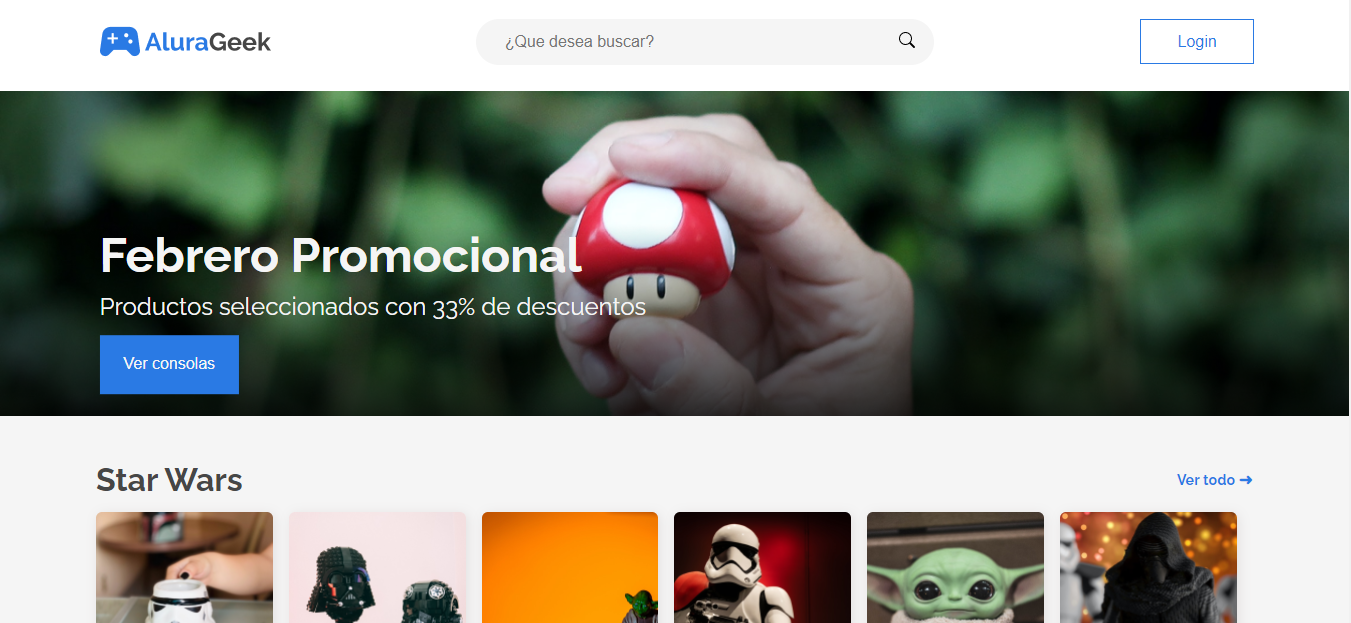 AluraGeek
¿Que desea buscar?
Login
Febrero Promocional
Productos seleccionados con 33% de descuentos
Ver consolas
Star Wars
Ver todo ➜